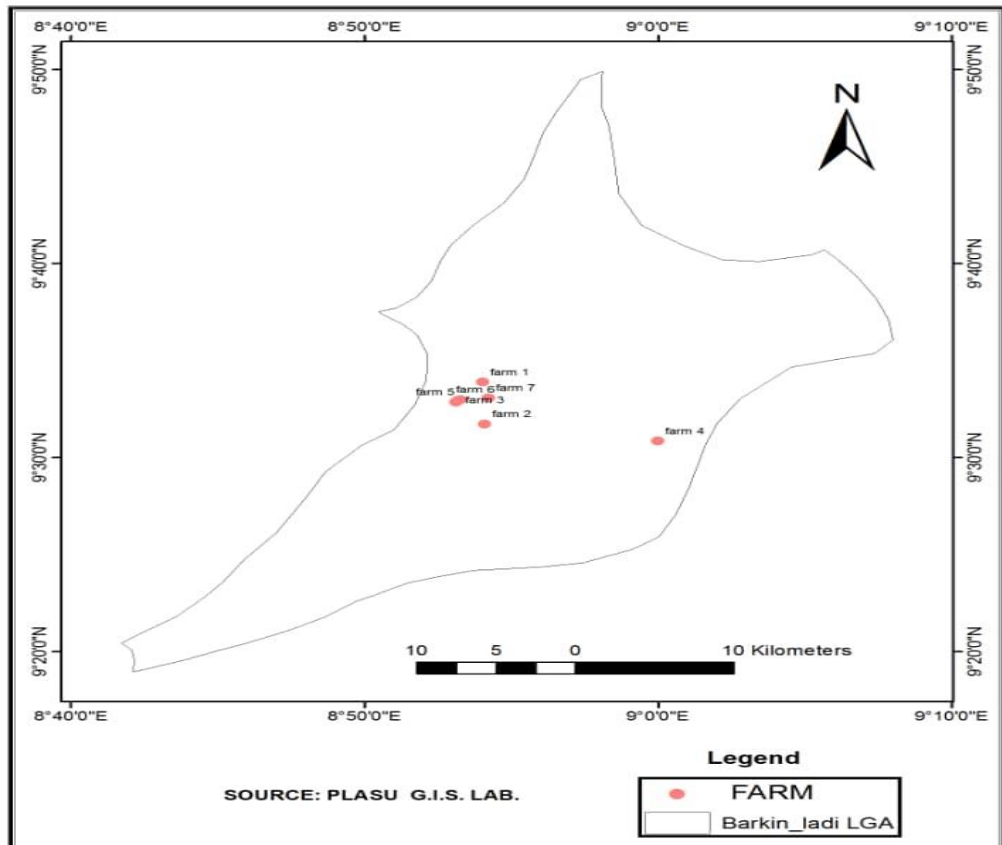 8°40'0"E 8°50'0"E 9°0'0"E 9°10'0"E
9°50'0"N 9°50'0"N
N
9°40'0"N 9°40'0"N
farm 1
farm 5 farm 6 farm 7
farm 3
farm 2
farm 4
9°30'0"N 9°30'0"N
9°20'0"N 9°20'0"N
10 5 0 10 Kilometers
8°40'0"E 8°50'0"E 9°0'0"E 9°10'0"E
Legend
SOURCE: PLASU G.I.S. LAB.
FARM
Barkin_ladi LGA